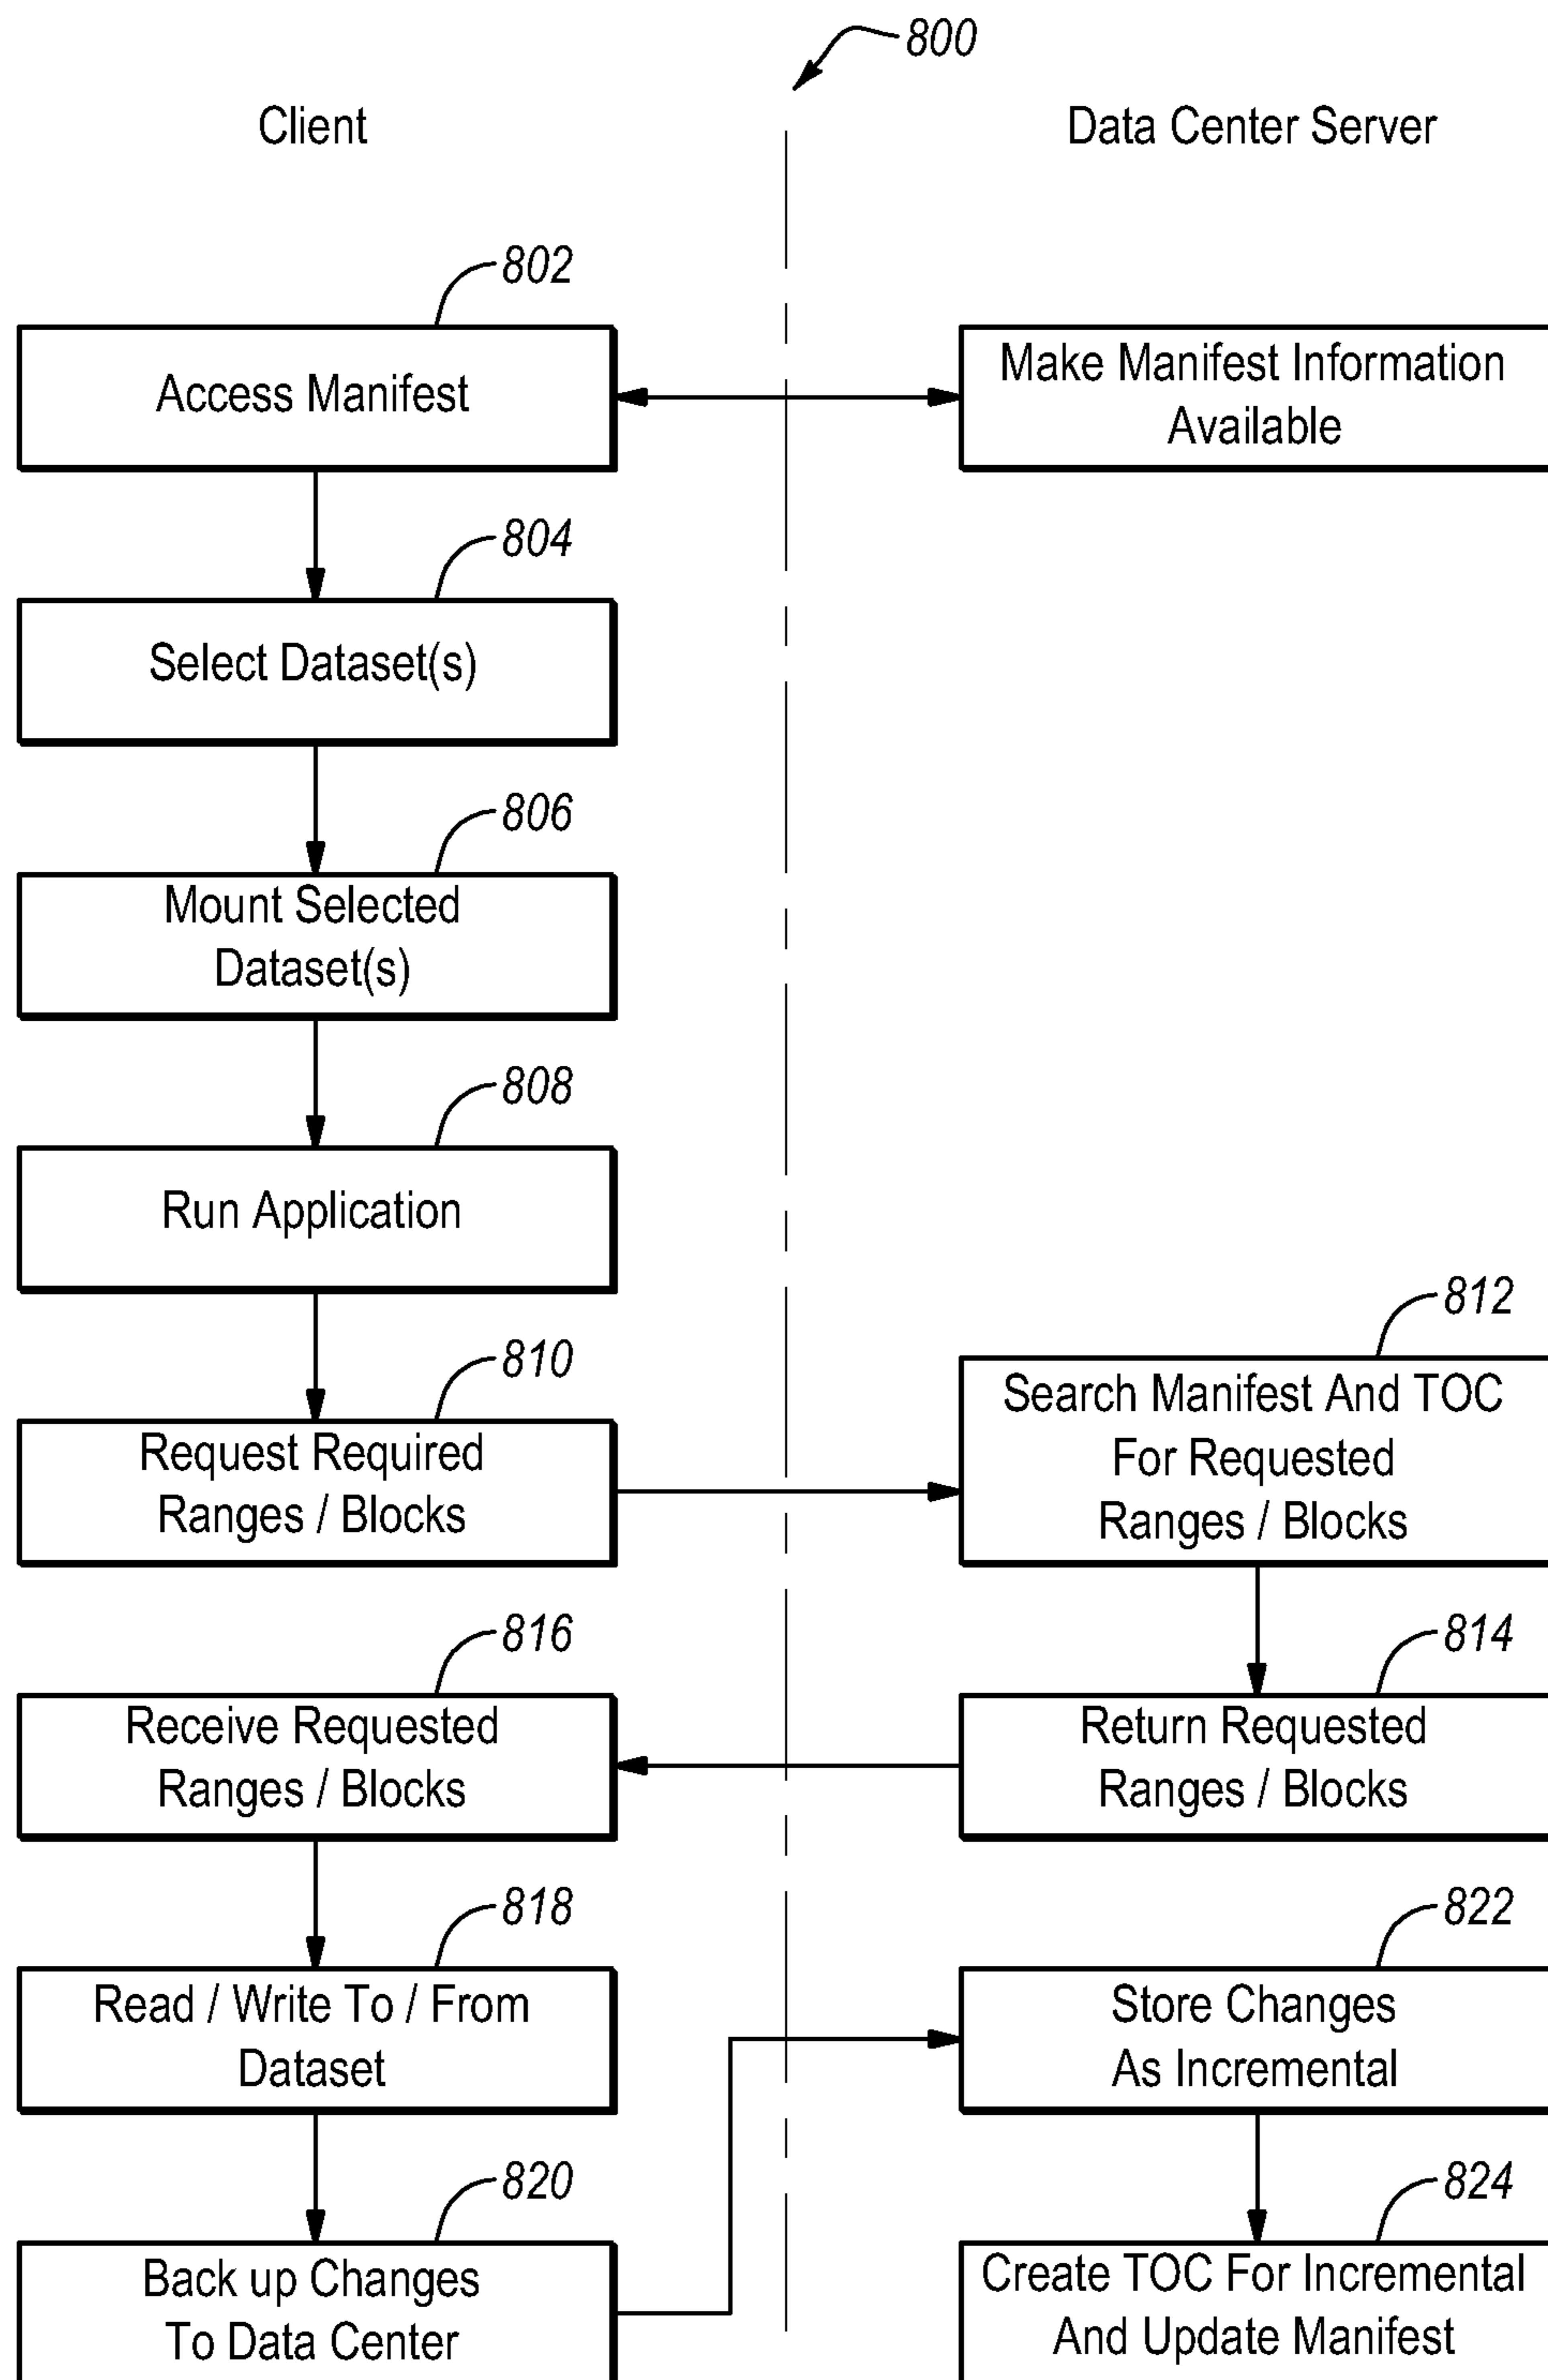 800
Client
Data Center Server
802
Access Manifest
Make Manifest Information
Available
804
Select Dataset(s)
806
Mount Selected
Dataset(s)
808
Run Application
810
Request Required
Ranges / Blocks
812
Search Manifest And TOC
For Requested
Ranges / Blocks
816
Receive Requested
Ranges / Blocks
814
Return Requested
Ranges / Blocks
818
Read / Write To / From
Dataset
822
Store Changes
As Incremental
820
Back up Changes
To Data Center
824
Create TOC For Incremental
And Update Manifest